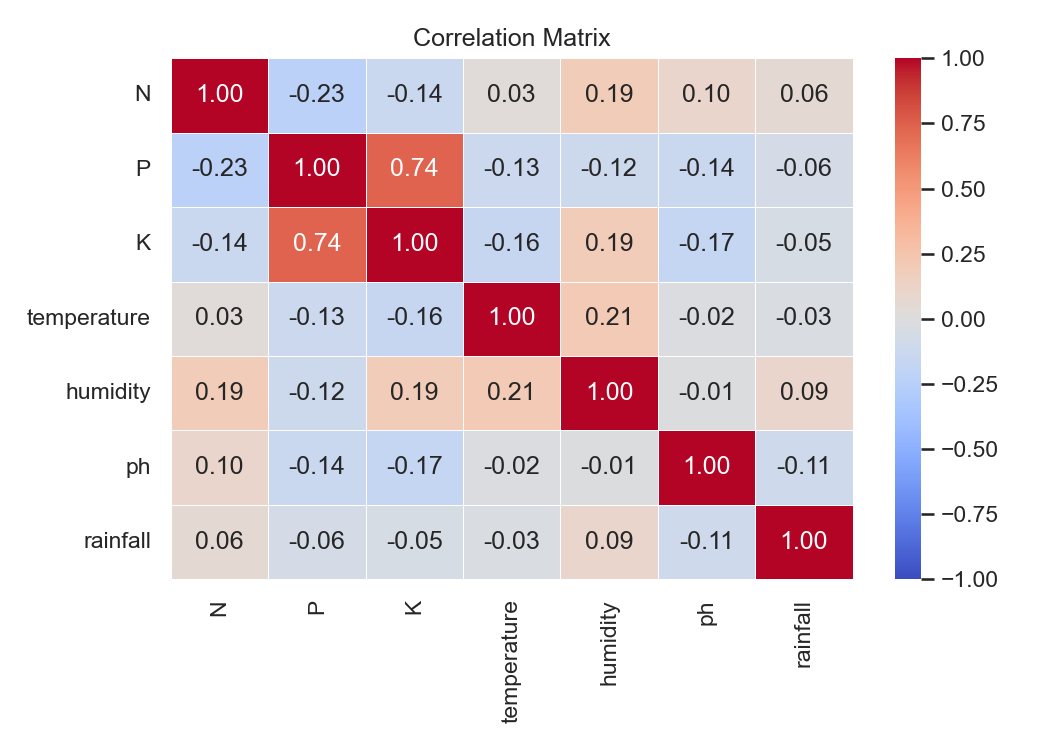 Correlation Matrix
N 1.00 -0.23 -0.14 0.03 0.19 0.10 0.06
P -0.23 1.00 0.74 -0.13 -0.12 -0.14 -0.06
K -0.14 0.74 1.00 -0.16 0.19 -0.17 -0.05
temperature 0.03 -0.13 -0.16 1.00 0.21 -0.02 -0.03
humidity 0.19 -0.12 0.19 0.21 1.00 -0.01 0.09
ph 0.10 -0.14 -0.17 -0.02 -0.01 1.00 -0.11
rainfall 0.06 -0.06 -0.05 -0.03 0.09 -0.11 1.00
N P K temperature humidity ph rainfall
1.00
0.75
0.50
0.25
0.00
−0.25
−0.50
−0.75
−1.00